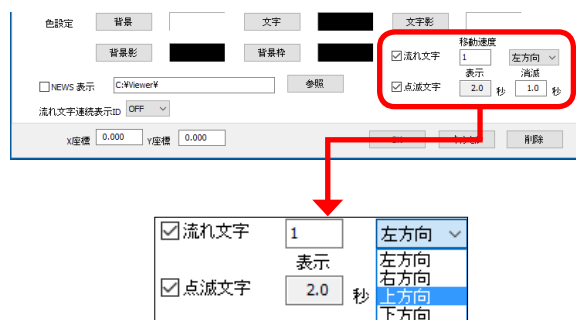 色設定 背景 文字 文字影
背景影 背景枠
移動速度
流れ文字 1 左方向
表示 消滅
点滅文字 2.0 秒 1.0 秒
NEWS 表示 C:¥Viewer¥ 参照
流れ文字連続表示ID OFF
X座標 0.000 Y座標 0.000 削除
流れ文字 1 左方向
表示
点滅文字 2.0 秒
左方向
右方向
上方向
下方向